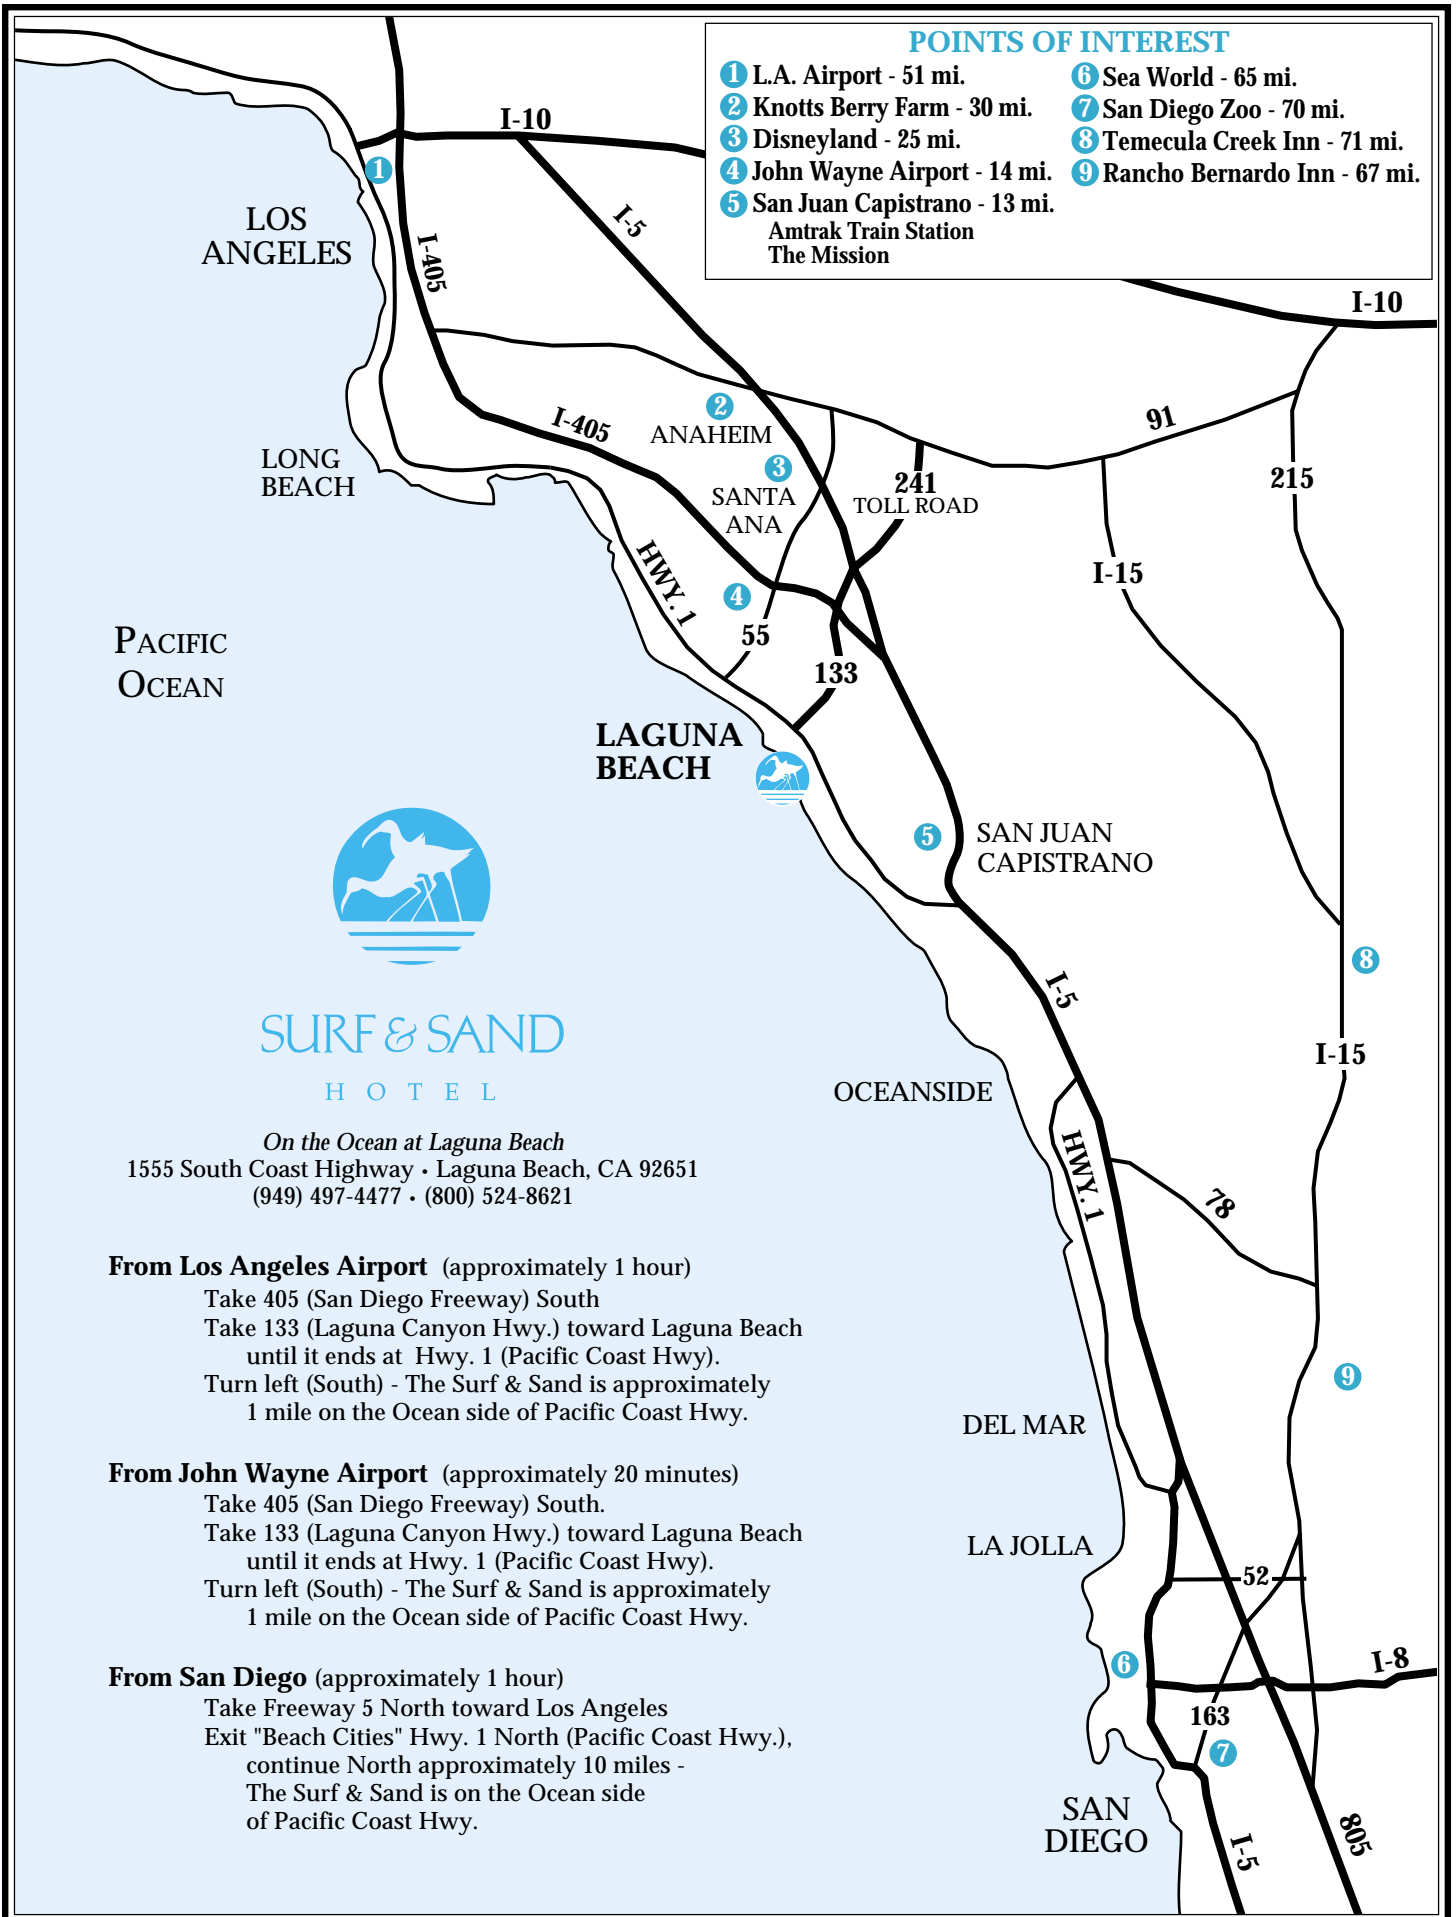 POINTS OF INTEREST
1 L.A. Airport - 51 mi.
2 Knotts Berry Farm - 30 mi.
3 Disneyland - 25 mi.
4 John Wayne Airport - 14 mi.
5 San Juan Capistrano - 13 mi.
Amtrak Train Station
The Mission
6 Sea World - 65 mi.
7 San Diego Zoo - 70 mi.
8 Temecula Creek Inn - 71 mi.
9 Rancho Bernardo Inn - 67 mi.
I-10
1
LOS
ANGELES
I-405
I-5
I-10
I-405
2
ANAHEIM
91
LONG
BEACH
3
SANTA
ANA
241
TOLL ROAD
215
HWY. 1
I-15
4
55
PACIFIC
OCEAN
133
LAGUNA
BEACH
5
SAN JUAN
CAPISTRANO
8
I-5
I-15
SURF & SAND
HOTEL
OCEANSIDE
HWY. 1
78
On the Ocean at Laguna Beach
1555 South Coast Highway • Laguna Beach, CA 92651
(949) 497-4477 • (800) 524-8621
From Los Angeles Airport (approximately 1 hour)
Take 405 (San Diego Freeway) South
Take 133 (Laguna Canyon Hwy.) toward Laguna Beach
until it ends at Hwy. 1 (Pacific Coast Hwy).
Turn left (South) - The Surf & Sand is approximately
1 mile on the Ocean side of Pacific Coast Hwy.
From John Wayne Airport (approximately 20 minutes)
Take 405 (San Diego Freeway) South.
Take 133 (Laguna Canyon Hwy.) toward Laguna Beach
until it ends at Hwy. 1 (Pacific Coast Hwy).
Turn left (South) - The Surf & Sand is approximately
1 mile on the Ocean side of Pacific Coast Hwy.
From San Diego (approximately 1 hour)
Take Freeway 5 North toward Los Angeles
Exit "Beach Cities" Hwy. 1 North (Pacific Coast Hwy.),
continue North approximately 10 miles -
The Surf & Sand is on the Ocean side
of Pacific Coast Hwy.
9
DEL MAR
LA JOLLA
52
6
I-8
163
7
SAN
DIEGO
I-5
805